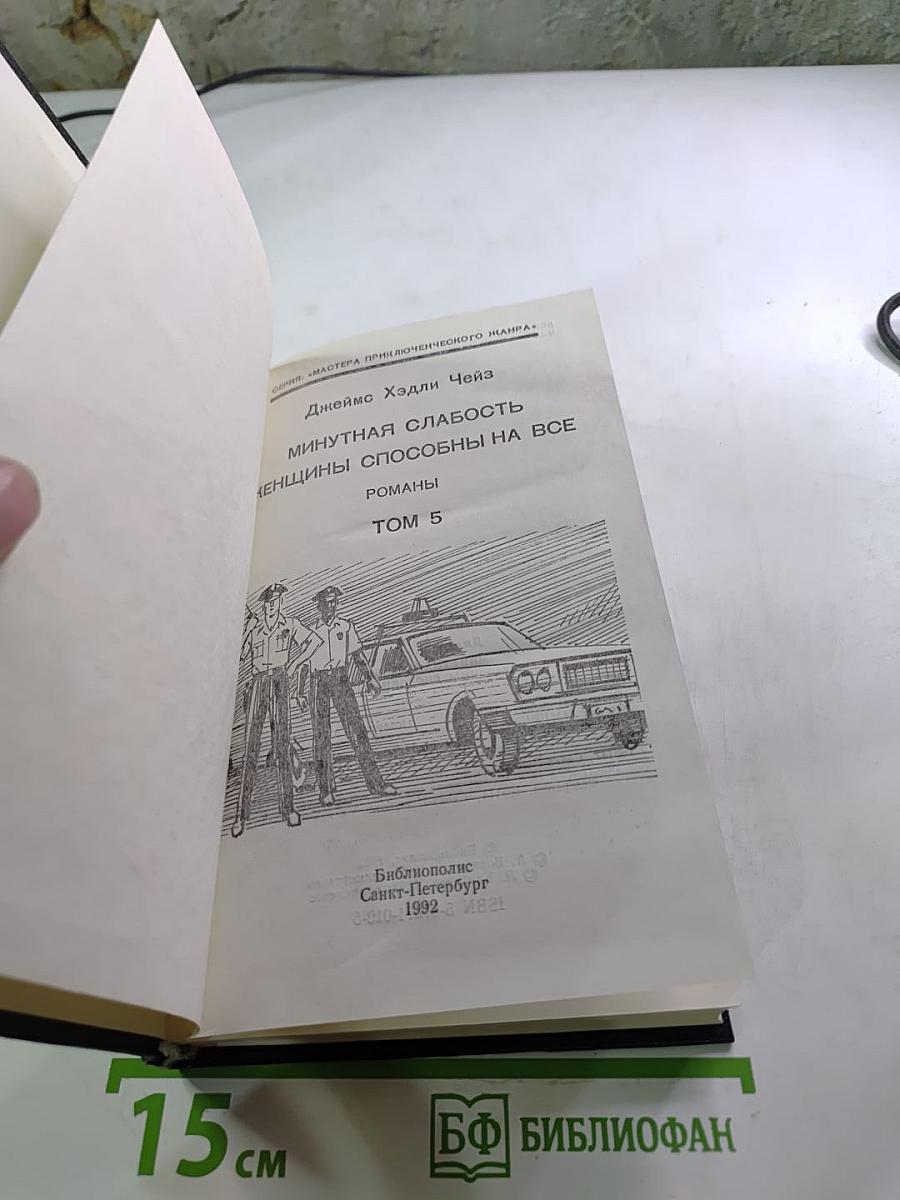 СЕРИЯ: «МАСТЕРА ПРИКЛЮЧЕНЧЕСКОГО ЖАНРА»
Джеймс Хэдли Чейз
МИНУТНАЯ СЛАБОСТЬ
ЖЕНЩИНЫ СПОСОБНЫ НА ВСЕ
РОМАНЫ
ТОМ 5
Библиополис
Санкт-Петербург
1992
15 см
БФ БИБЛИОФАН